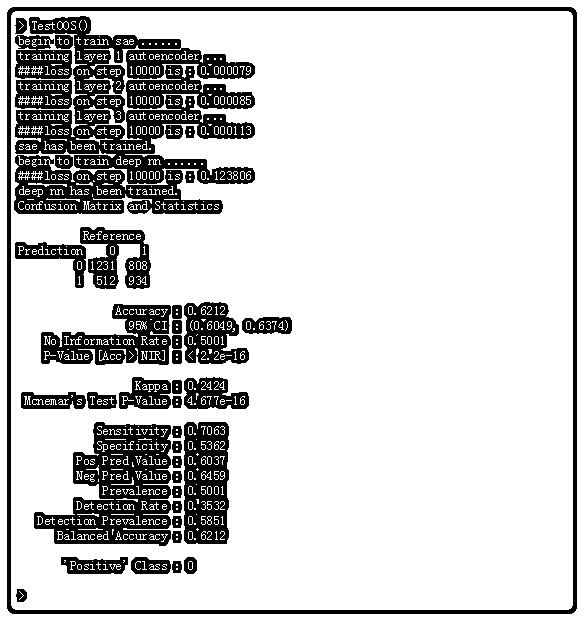 > TestOOS()
begin to train sae ......
training layer 1 autoencoder ...
####loss on step 10000 is : 0.000079
training layer 2 autoencoder ...
####loss on step 10000 is : 0.000085
training layer 3 autoencoder ...
####loss on step 10000 is : 0.000113
sae has been trained.
begin to train deep nn ......
####loss on step 10000 is : 0.123806
deep nn has been trained.
Confusion Matrix and Statistics
Reference
Prediction 0 1
0 1231 808
1 512 934
Accuracy : 0.6212
95% CI : (0.6049, 0.6374)
No Information Rate : 0.5001
P-Value [Acc > NIR] : < 2.2e-16
Kappa : 0.2424
Mcnemar's Test P-Value : 4.677e-16
Sensitivity : 0.7063
Specificity : 0.5362
Pos Pred Value : 0.6037
Neg Pred Value : 0.6459
Prevalence : 0.5001
Detection Rate : 0.3532
Detection Prevalence : 0.5851
Balanced Accuracy : 0.6212
'Positive' Class : 0
>